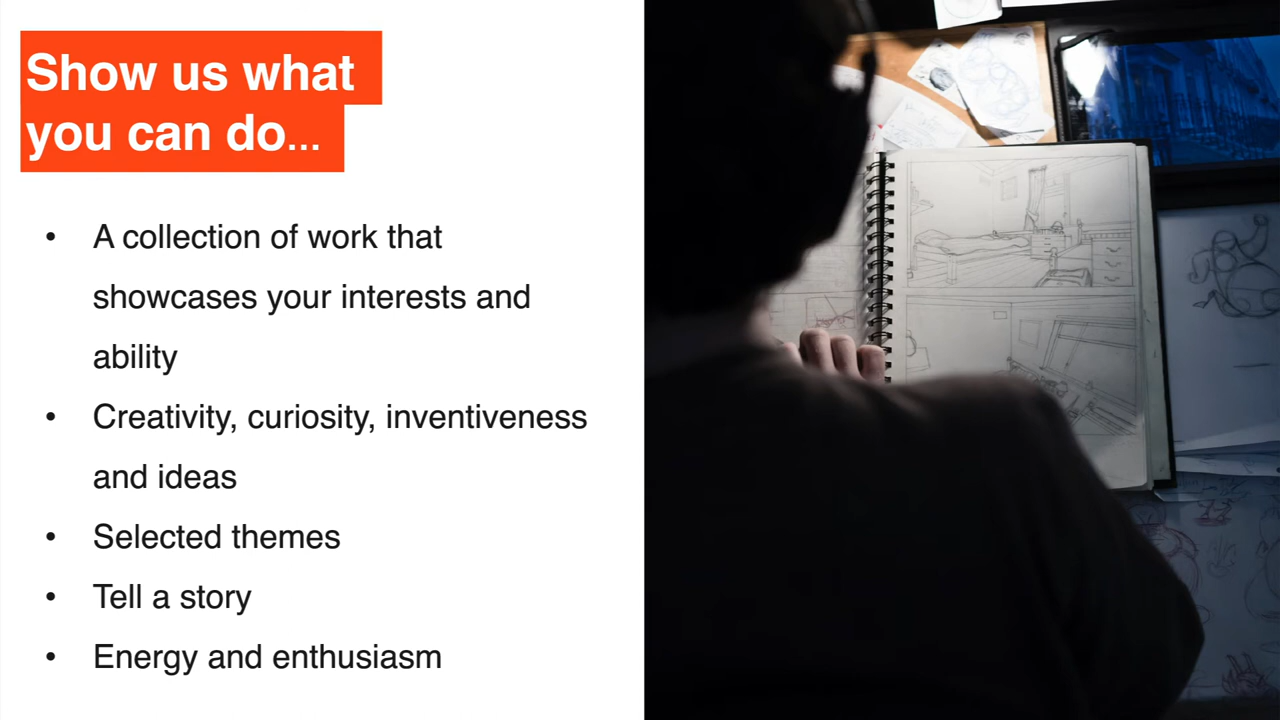 Show us what
you can do...
• A collection of work that
showcases your interests and
ability
• Creativity, curiosity, inventiveness
and ideas
• Selected themes
• Tell a story
• Energy and enthusiasm